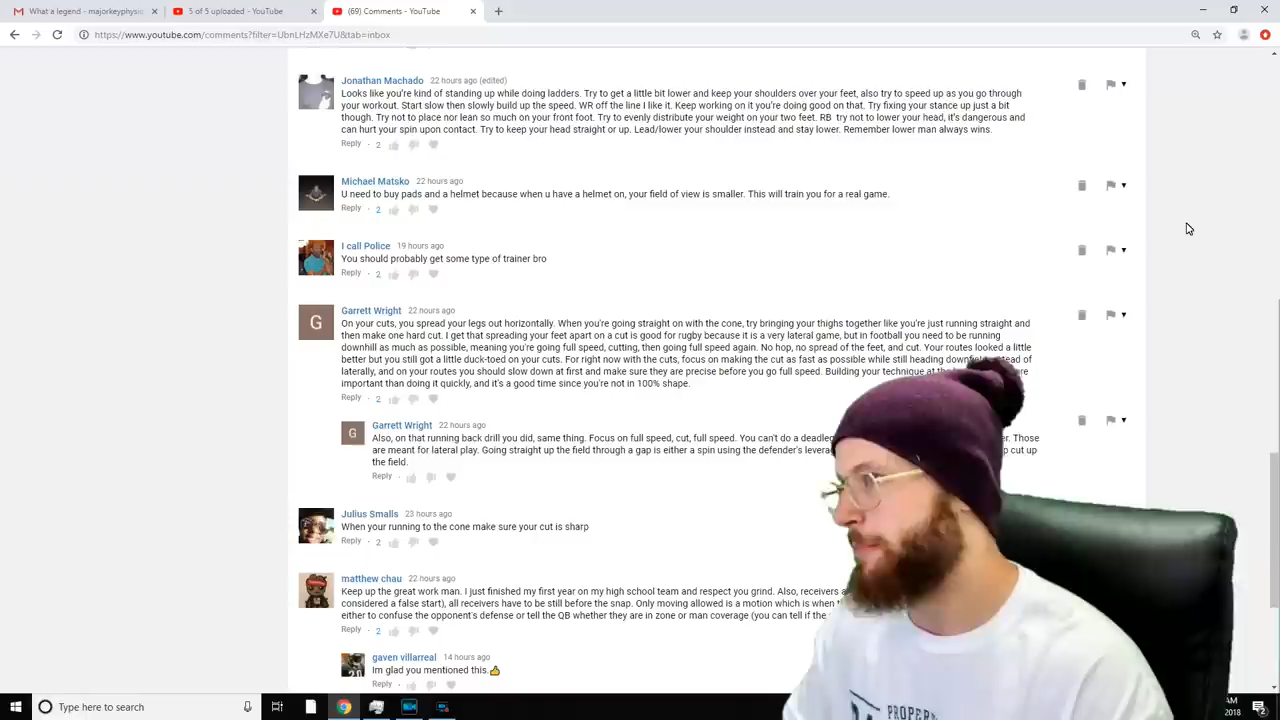 What a legend - majorkeyphysic
5 of 5 uploaded - YouTube
(69) Comments - YouTube
https://www.youtube.com/comments?filter=UbnLHzMXe7U&tab=inbox
Jonathan Machado 22 hours ago (edited)
Looks like you're kind of standing up while doing ladders. Try to get a little bit lower and keep your shoulders over your feet, also try to speed up as you go through
your workout. Start slow then slowly build up the speed. WR off the line I like it. Keep working on it you're doing good on that. Try fixing your stance up just a bit
though. Try not to place nor lean so much on your front foot. Try to evenly distribute your weight on your two feet. RB try not to lower your head, it's dangerous and
can hurt your spin upon contact. Try to keep your head straight or up. Lead/lower your shoulder instead and stay lower. Remember lower man always wins.
Reply · 2
Michael Matsko 22 hours ago
U need to buy pads and a helmet because when u have a helmet on, your field of view is smaller. This will train you for a real game.
Reply · 2
I call Police 19 hours ago
You should probably get some type of trainer bro
Reply · 2
G
Garrett Wright 22 hours ago
On your cuts, you spread your legs out horizontally. When you're going straight on with the cone, try bringing your thighs together like you're just running straight and
then make one hard cut. I get that spreading your feet apart on a cut is good for rugby because it is a very lateral game, but in football you need to be running
downhill as much as possible, meaning you're going full speed, cutting, then going full speed again. No hop, no spread of the feet, and cut. Your routes looked a little
better but you still got a little duck-toed on your cuts. For right now with the cuts, focus on making the cut as fast as possible while still heading downfield instead of
laterally, and on your routes you should slow down at first and make sure they are precise before you go full speed. Building your technique at the
important than doing it quickly, and it's a good time since you're not in 100% shape.
Reply · 2
G
Garrett Wright 22 hours ago
Also, on that running back drill you did, same thing. Focus on full speed, cut, full speed. You can't do a deadleg Those
are meant for lateral play. Going straight up the field through a gap is either a spin using the defender's cut up
the field.
Reply ·
Julius Smalls 23 hours ago
When your running to the cone make sure your cut is sharp
Reply · 2
matthew chau 22 hours ago
Keep up the great work man. I just finished my first year on my high school team and respect you grind. Also, receivers
considered a false start), all receivers have to be still before the snap. Only moving allowed is a motion which is when
either to confuse the opponent's defense or tell the QB whether they are in zone or man coverage (you can tell if the
Reply · 2
gaven villarreal 14 hours ago
Im glad you mentioned this.👍
Reply ·
PROPERTY
Type here to search
AM
2018
2